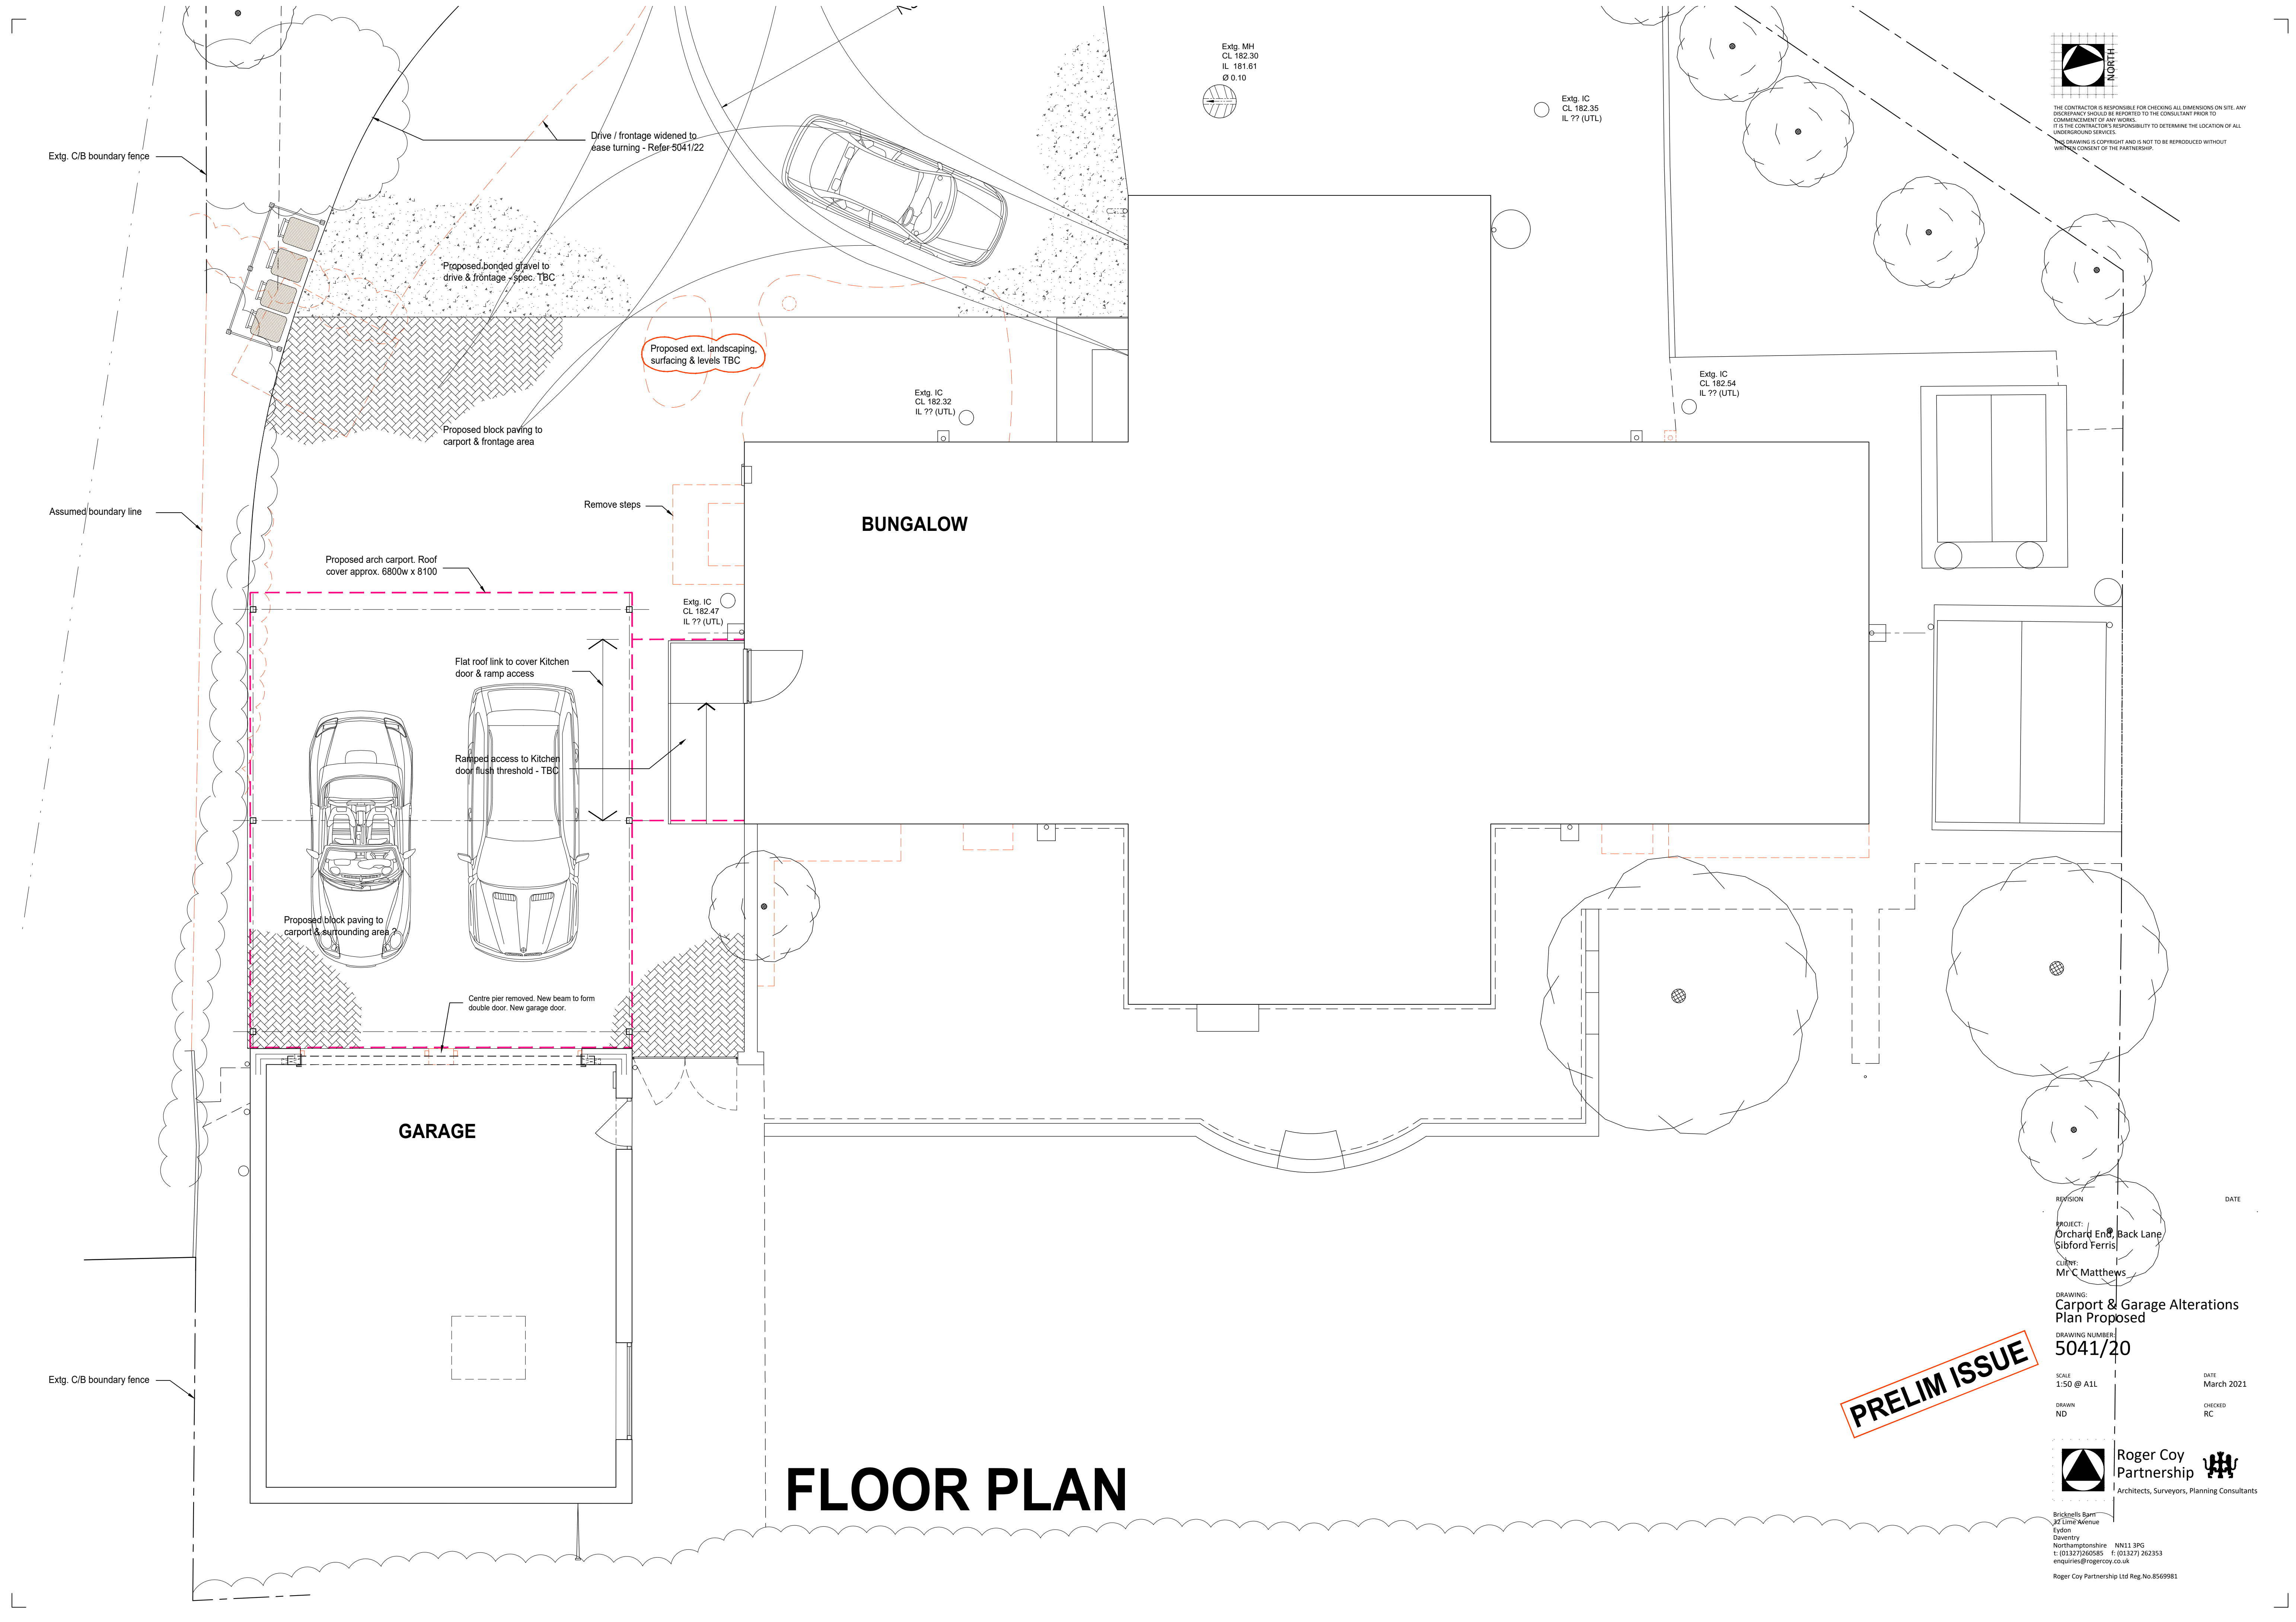 Extg. MH
CL 182.30
IL 181.61
Ø 0.10
Extg. IC
CL 182.35
IL ?? (UTL)
NORTH
THE CONTRACTOR IS RESPONSIBLE FOR CHECKING ALL DIMENSIONS ON SITE. ANY
DISCREPANCY SHOULD BE REPORTED TO THE CONSULTANT PRIOR TO
COMMENCEMENT OF ANY WORKS.
IT IS THE CONTRACTOR'S RESPONSIBILITY TO DETERMINE THE LOCATION OF ALL
UNDERGROUND SERVICES.
THIS DRAWING IS COPYRIGHT AND IS NOT TO BE REPRODUCED WITHOUT
WRITTEN CONSENT OF THE PARTNERSHIP.
Drive / frontage widened to
ease turning - Refer 5041/22
Extg. C/B boundary fence
Proposed bonded gravel to
drive & frontage - spec. TBC
Proposed ext. landscaping,
surfacing & levels TBC
Extg. IC
CL 182.32
IL ?? (UTL)
Extg. IC
CL 182.54
IL ?? (UTL)
Proposed block paving to
carport & frontage area
Remove steps
BUNGALOW
Assumed boundary line
Proposed arch carport. Roof
cover approx. 6800w x 8100
Extg. IC
CL 182.47
IL ?? (UTL)
Flat roof link to cover Kitchen
door & ramp access
Ramped access to Kitchen
door flush threshold - TBC
Proposed block paving to
carport & surrounding area ?
Centre pier removed. New beam to form
double door. New garage door.
GARAGE
Extg. C/B boundary fence
FLOOR PLAN
PRELIM ISSUE
REVISION DATE
PROJECT:
Orchard End, Back Lane
Sibford Ferris
CLIENT:
Mr C Matthews
DRAWING:
Carport & Garage Alterations
Plan Proposed
DRAWING NUMBER:
5041/20
SCALE DATE
1:50 @ A1L March 2021
DRAWN CHECKED
ND RC
Roger Coy
Partnership
Architects, Surveyors, Planning Consultants
Bricknells Barn
32 Lime Avenue
Eydon
Daventry
Northamptonshire NN11 3PG
t: (01327)260585 f: (01327) 262353
enquiries@rogercoy.co.uk
Roger Coy Partnership Ltd Reg.No.8569981